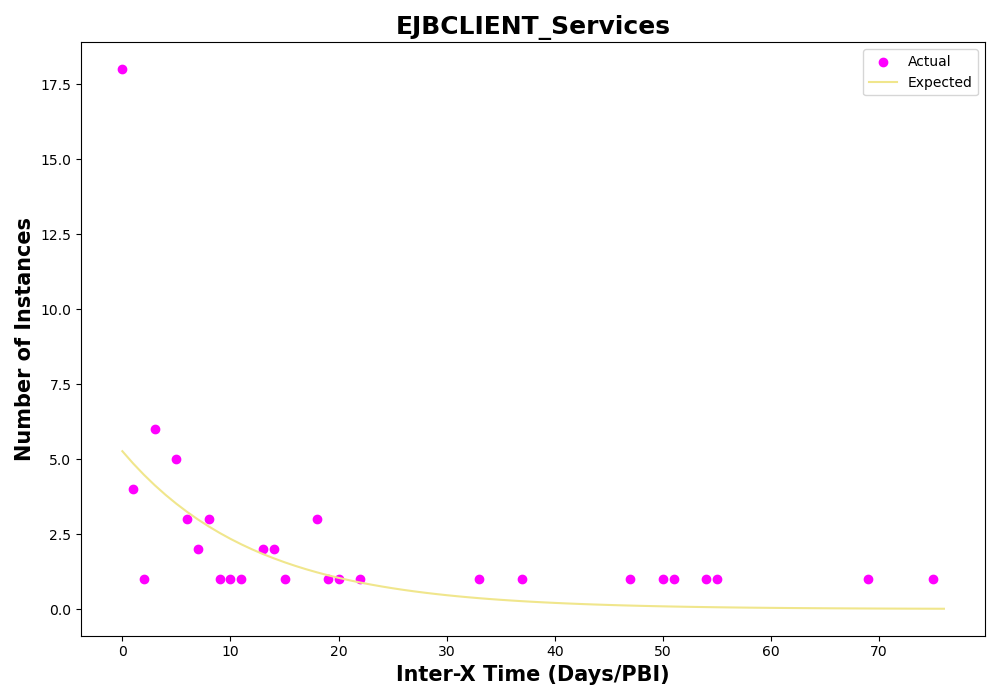 EJBCLIENT_Services
Actual
Expected
17.5
15.0
12.5
10.0
7.5
5.0
2.5
0.0
Number of Instances
0 10 20 30 40 50 60 70
Inter-X Time (Days/PBI)